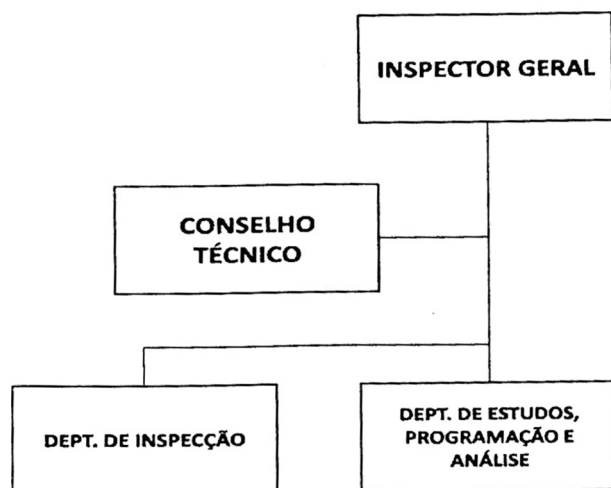 INSPECTOR GERAL
CONSELHO
TÉCNICO
DEPT. DE INSPECÇÃO
DEPT. DE ESTUDOS,
PROGRAMAÇÃO E
ANÁLISE